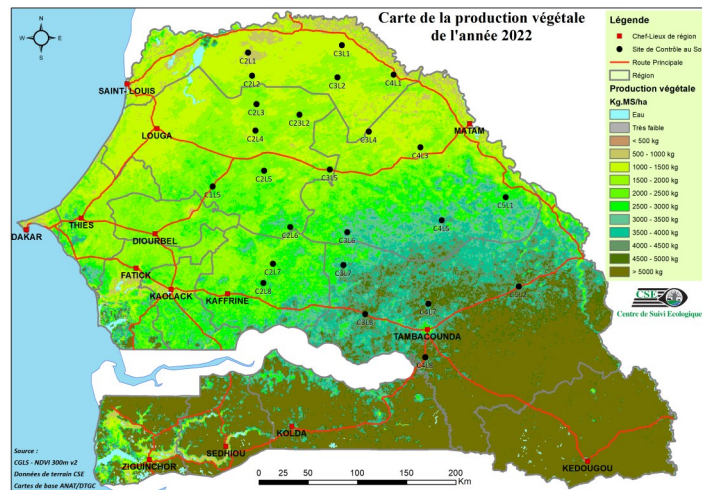 Carte de la production végétale
de l'année 2022
N
W
E
S
Légende
Chef-Lieux de région
Site de Contrôle au So
Route Principale
Région
Production végétale
Kg.MS/ha
Eau
Très faible
< 500 kg
500 - 1000 kg
1000 - 1500 kg
1500 - 2000 kg
2000 - 2500 kg
2500 - 3000 kg
3000 - 3500 kg
3500 - 4000 kg
4000 - 4500 kg
4500 - 5000 kg
> 5000 kg
CSE
Centre de Suivi Ecologique
C2L1
C3L1
C2L2
C3L2
C4L1
SAINT-LOUIS
C2L3
C23L2
LOUGA
C2L4
C3L4
MATAM
C4L3
C2L5
C3L5
C1L5
C5L1
THIES
DAKAR
DIOURBEL
C2L6
C3L6
C4L5
FATICK
C2L7
C3L7
KAOLACK
KAFFRINE
C2L8
C5L2
C3L8
C4L7
TAMBACOUNDA
KOLDA
SEDHIOU
ZIGUINCHOR
KEDOUGOU
Source :
CGLS - NDVI 300m v2
Données de terrain CSE
Cartes de base ANAT/DTGC
0 25 50 100 150 200
Km